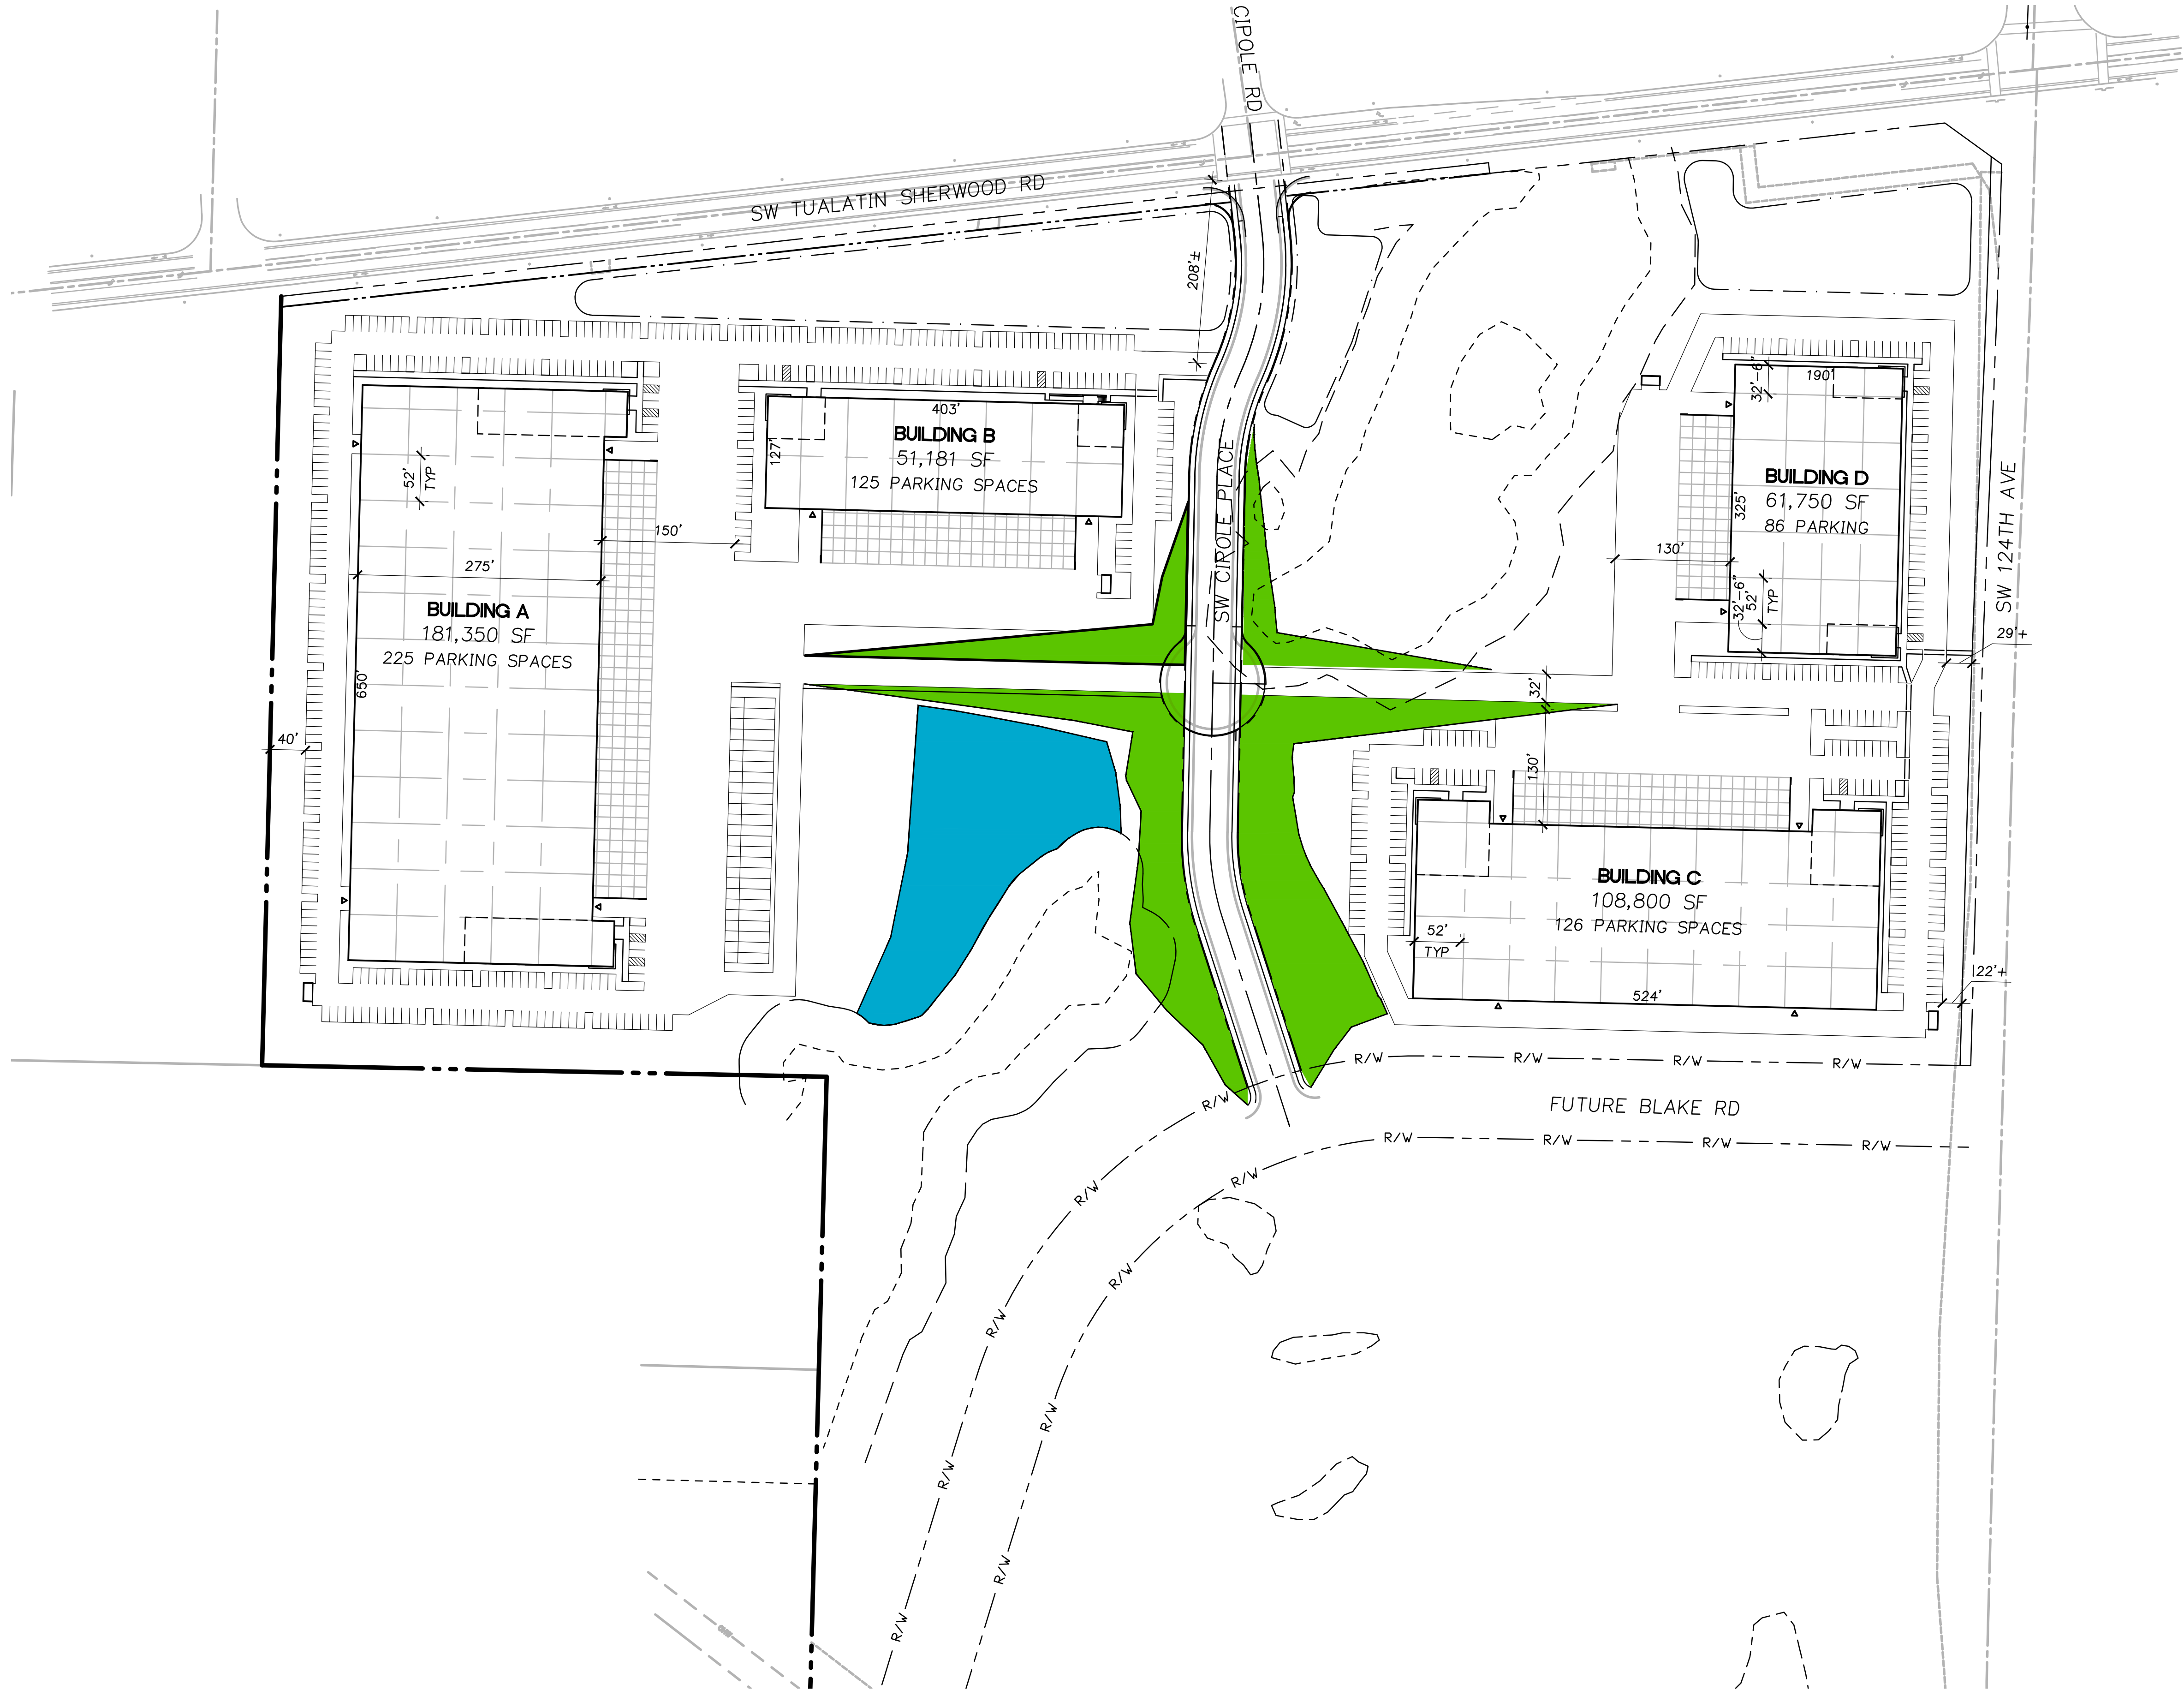 CIPOLE RD
SW TUALATIN SHERWOOD RD
208'±
403'
BUILDING B
51,181 SF
125 PARKING SPACES
127'
52'
TYP
150'
275'
BUILDING A
181,350 SF
225 PARKING SPACES
650'
40'
SW CIPOLE PLACE
190'
32'-6"
BUILDING D
61,750 SF
86 PARKING
325'
130'
32'-6"
52'
TYP
SW 124TH AVE
29'+
32'
130'
BUILDING C
108,800 SF
126 PARKING SPACES
52'
TYP
524'
22'+
R/W
R/W
R/W
R/W
R/W
FUTURE BLAKE RD
R/W
R/W
R/W
R/W
R/W
R/W
R/W
R/W
R/W
R/W
R/W
R/W